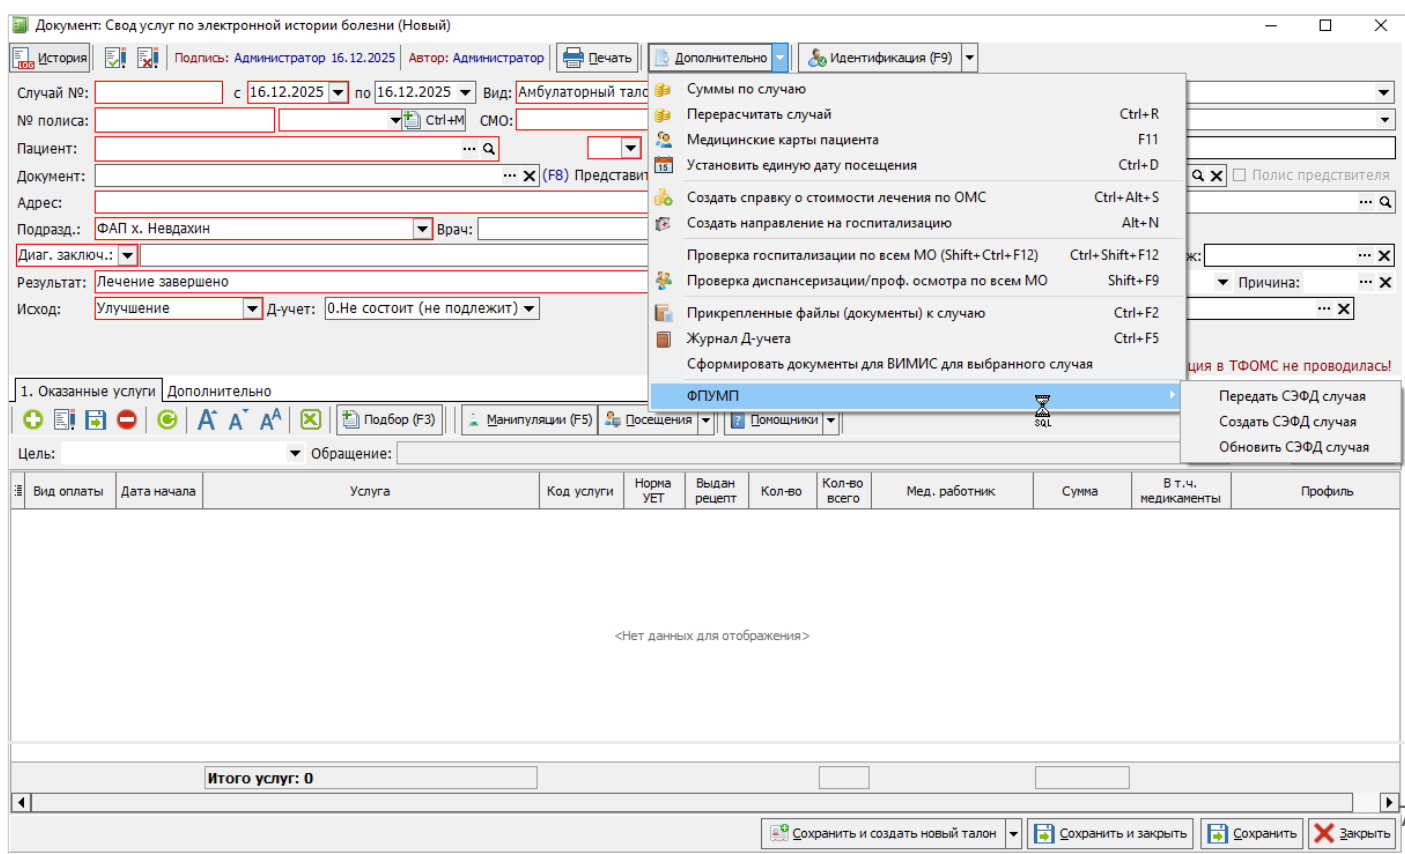 Документ: Свод услуг по электронной истории болезни (Новый)
LOG История Подпись: Администратор 16.12.2025 Автор: Администратор Печать Дополнительно Идентификация (F9)
Случай №: с 16.12.2025 по 16.12.2025 Вид: Амбулаторный тало
№ полиса: Ctrl+M СМО:
Пациент:
Документ: (F8) Представит Полис предствителя
Адрес:
Подразд.: ФАП х. Невдахин Врач:
Диаг. заключ.: ж:
Результат: Лечение завершено Причина:
Исход: Улучшение Д-учет: 0.Не состоит (не подлежит)
ция в ТФОМС не проводилась!
Суммы по случаю
Перерасчитать случай Ctrl+R
Медицинские карты пациента F11
15 Установить единую дату посещения Ctrl+D
Создать справку о стоимости лечения по ОМС Ctrl+Alt+S
Создать направление на госпитализацию Alt+N
Проверка госпитализации по всем МО (Shift+Ctrl+F12) Ctrl+Shift+F12
Проверка диспансеризации/проф. осмотра по всем МО Shift+F9
Прикрепленные файлы (документы) к случаю Ctrl+F2
Журнал Д-учета Ctrl+F5
Сформировать документы для ВИМИС для выбранного случая
ФПУМП
SQL
Передать СЭФД случая
Создать СЭФД случая
Обновить СЭФД случая
1. Оказанные услуги Дополнительно
Подбор (F3) Манипуляции (F5) Посещения Помощники
Цель: Обращение:
Вид оплаты Дата начала Услуга Код услуги Норма УЕТ Выдан рецепт Кол-во Кол-во всего Мед. работник Сумма В т.ч. медикаменты Профиль
<Нет данных для отображения>
Итого услуг: 0
Сохранить и создать новый талон Сохранить и закрыть Сохранить Закрыть